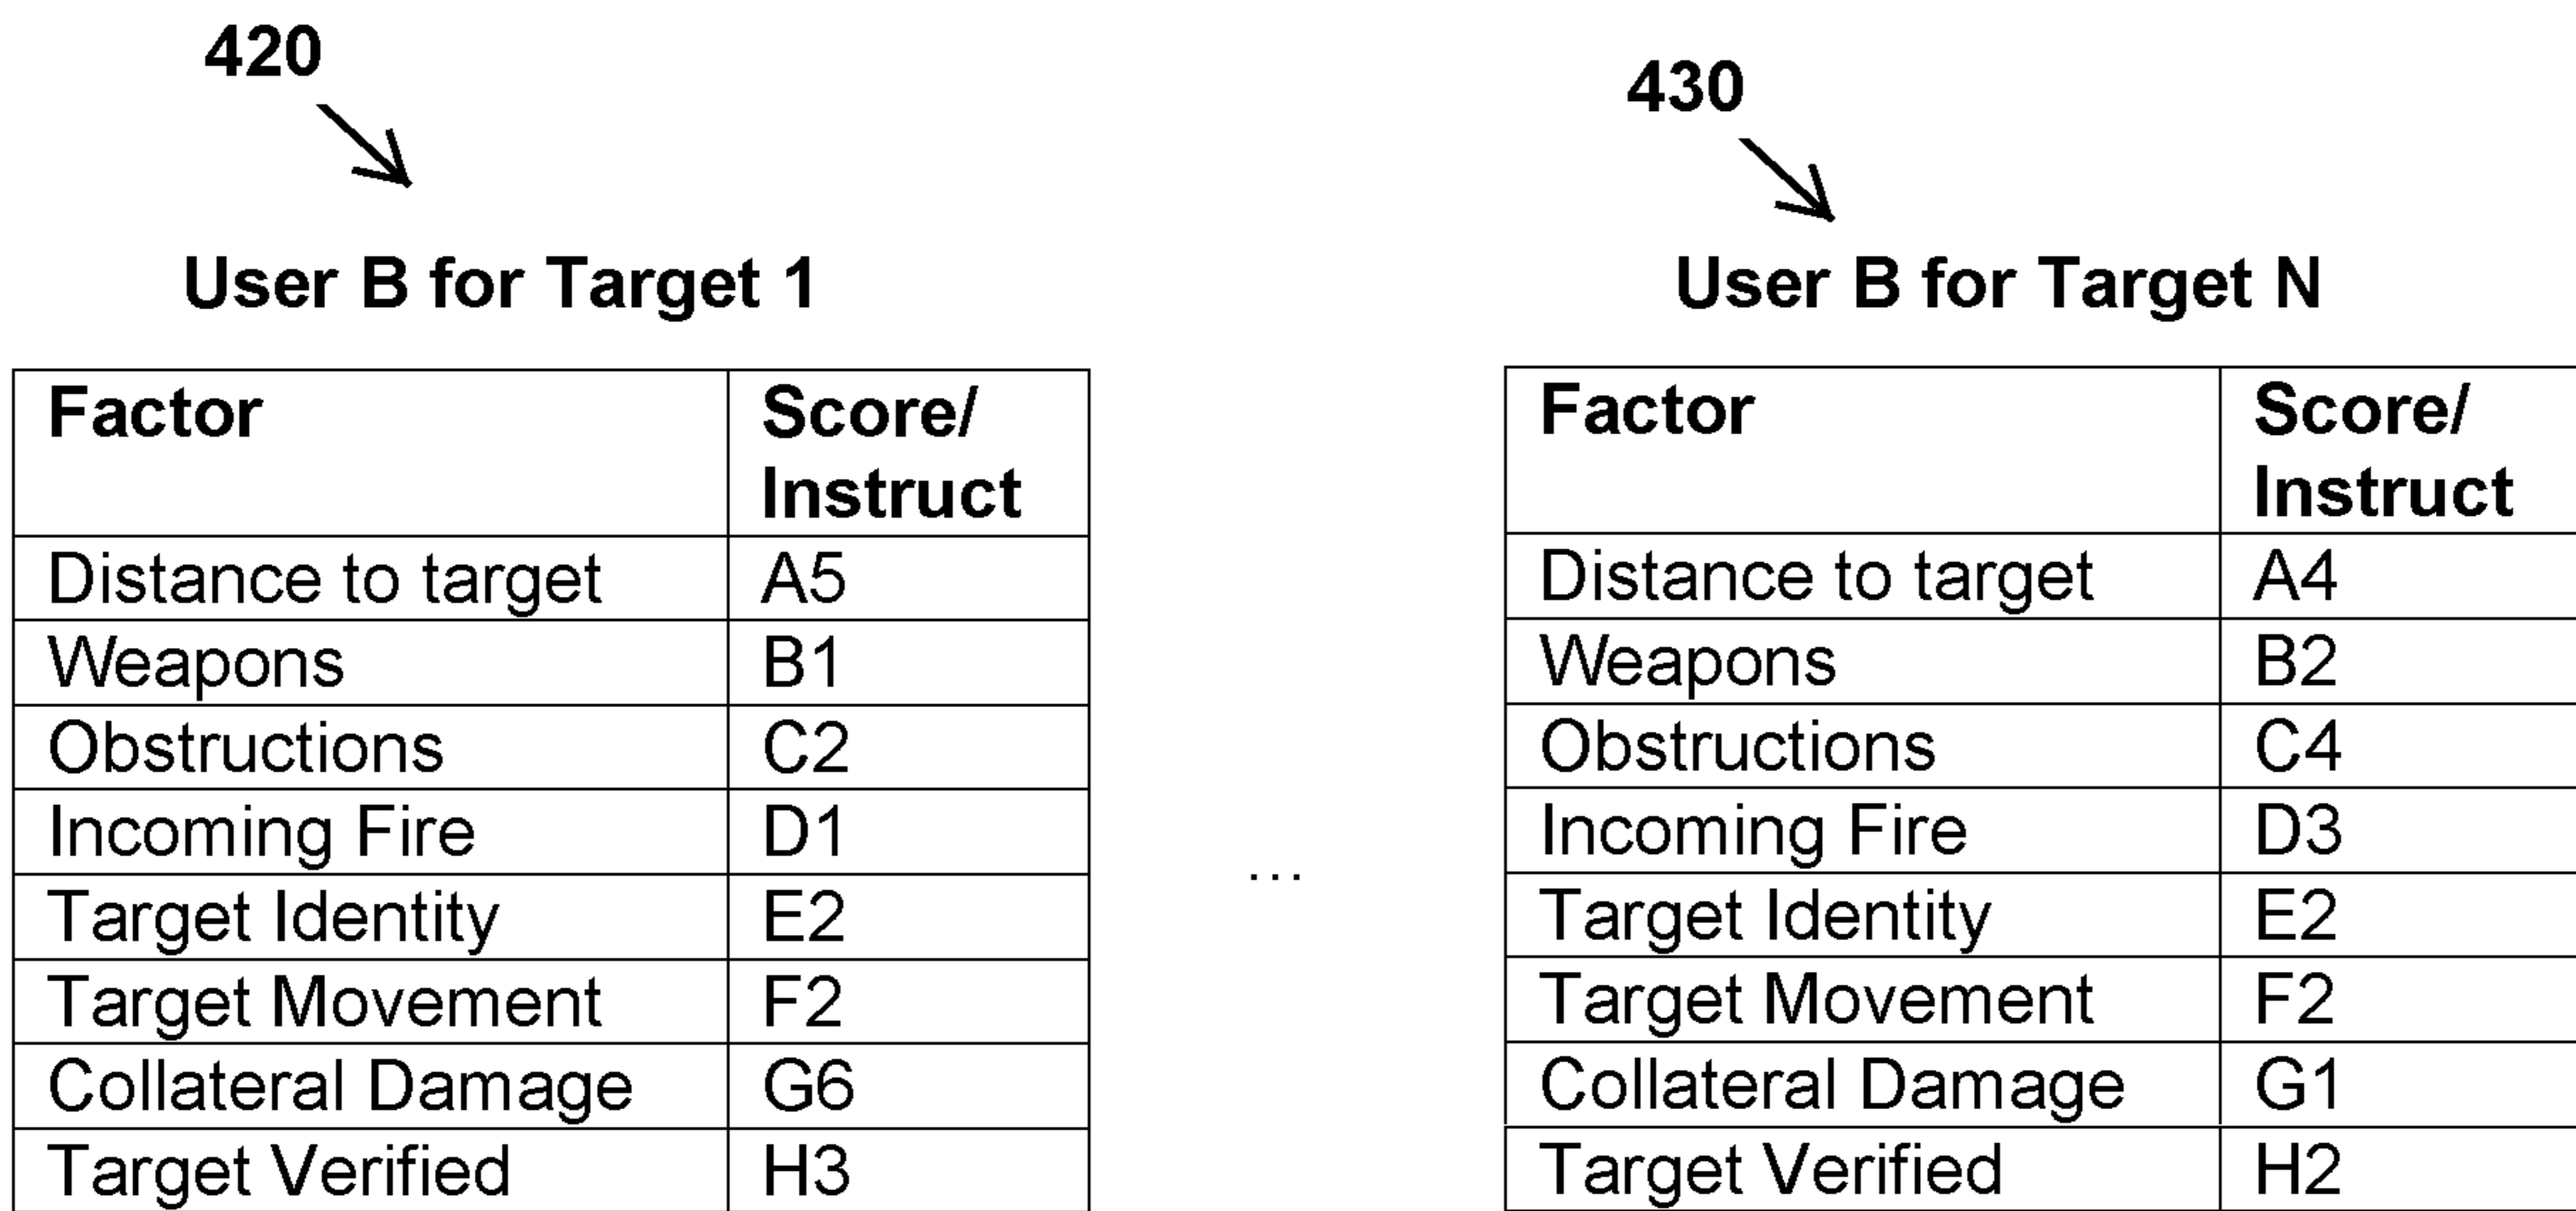 420
User B for Target 1
Factor Score/
Instruct
Distance to target A5
Weapons B1
Obstructions C2
Incoming Fire D1
Target Identity E2
Target Movement F2
Collateral Damage G6
Target Verified H3
...
430
User B for Target N
Factor Score/
Instruct
Distance to target A4
Weapons B2
Obstructions C4
Incoming Fire D3
Target Identity E2
Target Movement F2
Collateral Damage G1
Target Verified H2